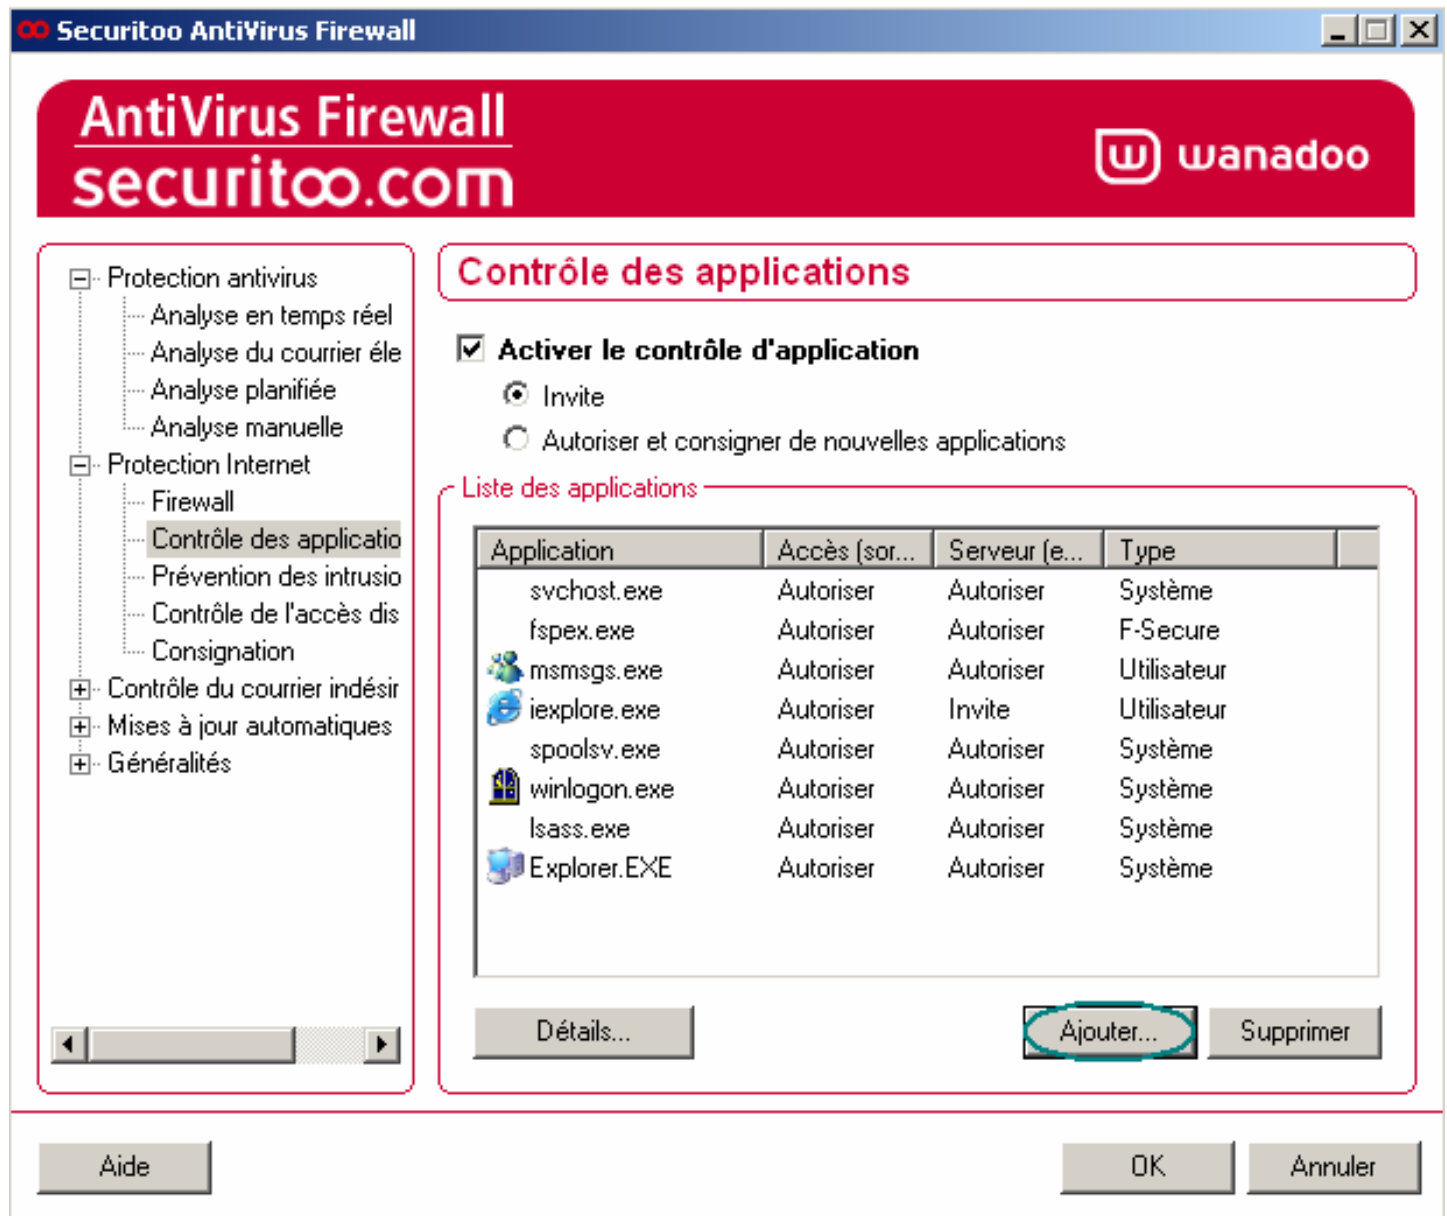 Securitoo AntiVirus Firewall
AntiVirus Firewall
securitoo.com
wanadoo
Protection antivirus
Analyse en temps réel
Analyse du courrier éle
Analyse planifiée
Analyse manuelle
Protection Internet
Firewall
Contrôle des applicatio
Prévention des intrusio
Contrôle de l'accès dis
Consignation
Contrôle du courrier indésir
Mises à jour automatiques
Généralités
Contrôle des applications
Activer le contrôle d'application
Invite
Autoriser et consigner de nouvelles applications
Liste des applications
Application Accès (sor... Serveur (e... Type
svchost.exe Autoriser Autoriser Système
fspex.exe Autoriser Autoriser F-Secure
msmsgs.exe Autoriser Autoriser Utilisateur
iexplore.exe Autoriser Invite Utilisateur
spoolsv.exe Autoriser Autoriser Système
winlogon.exe Autoriser Autoriser Système
lsass.exe Autoriser Autoriser Système
Explorer.EXE Autoriser Autoriser Système
Détails... Ajouter... Supprimer
Aide OK Annuler